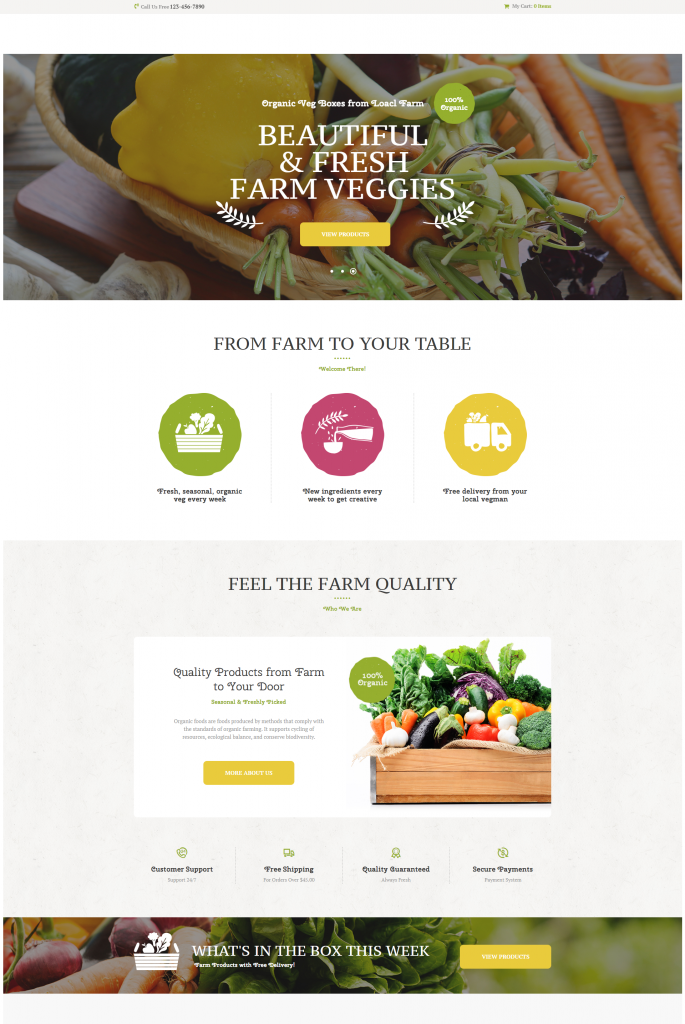 Call Us Free 123-456-7890
My Cart: 0 Items
Organic Veg Boxes from Loacl Farm
100%
Organic
BEAUTIFUL
& FRESH
FARM VEGGIES
VIEW PRODUCTS
FROM FARM TO YOUR TABLE
Welcome There!
Fresh, seasonal, organic
veg every week
New ingredients every
week to get creative
Free delivery from your
local vegman
FEEL THE FARM QUALITY
Who We Are
Quality Products from Farm
to Your Door
Seasonal & Freshly Picked
Organic foods are foods produced by methods that comply with
the standards of organic farming. It supports cycling of
resources, ecological balance, and conserve biodiversity.
MORE ABOUT US
100%
Organic
Customer Support
Support 24/7
Free Shipping
For Orders Over $45.00
Quality Guaranteed
Always Fresh
Secure Payments
Payment System
WHAT'S IN THE BOX THIS WEEK
Farm Products with Free Delivery!
VIEW PRODUCTS